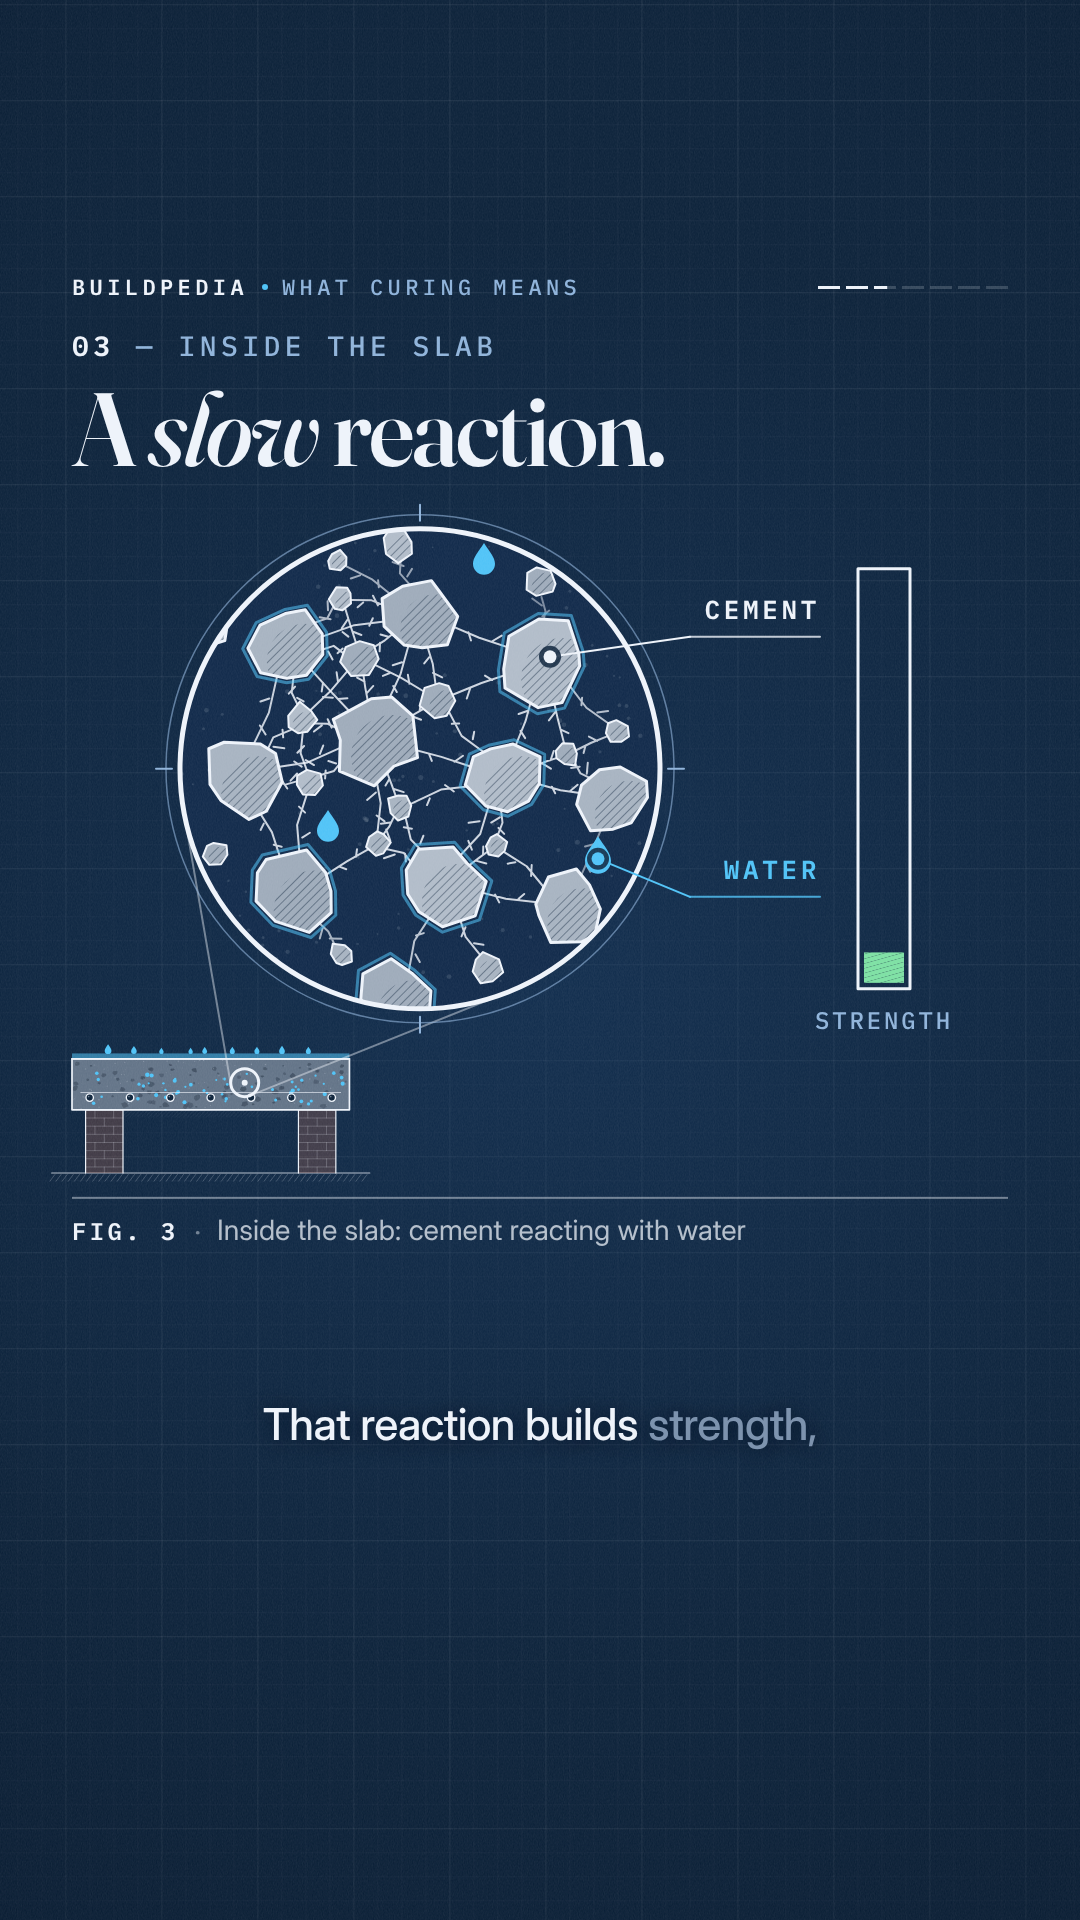 BUILDPEDIA • WHAT CURING MEANS
03 — INSIDE THE SLAB
A slow reaction.
CEMENT
WATER
STRENGTH
FIG. 3 · Inside the slab: cement reacting with water
That reaction builds strength,